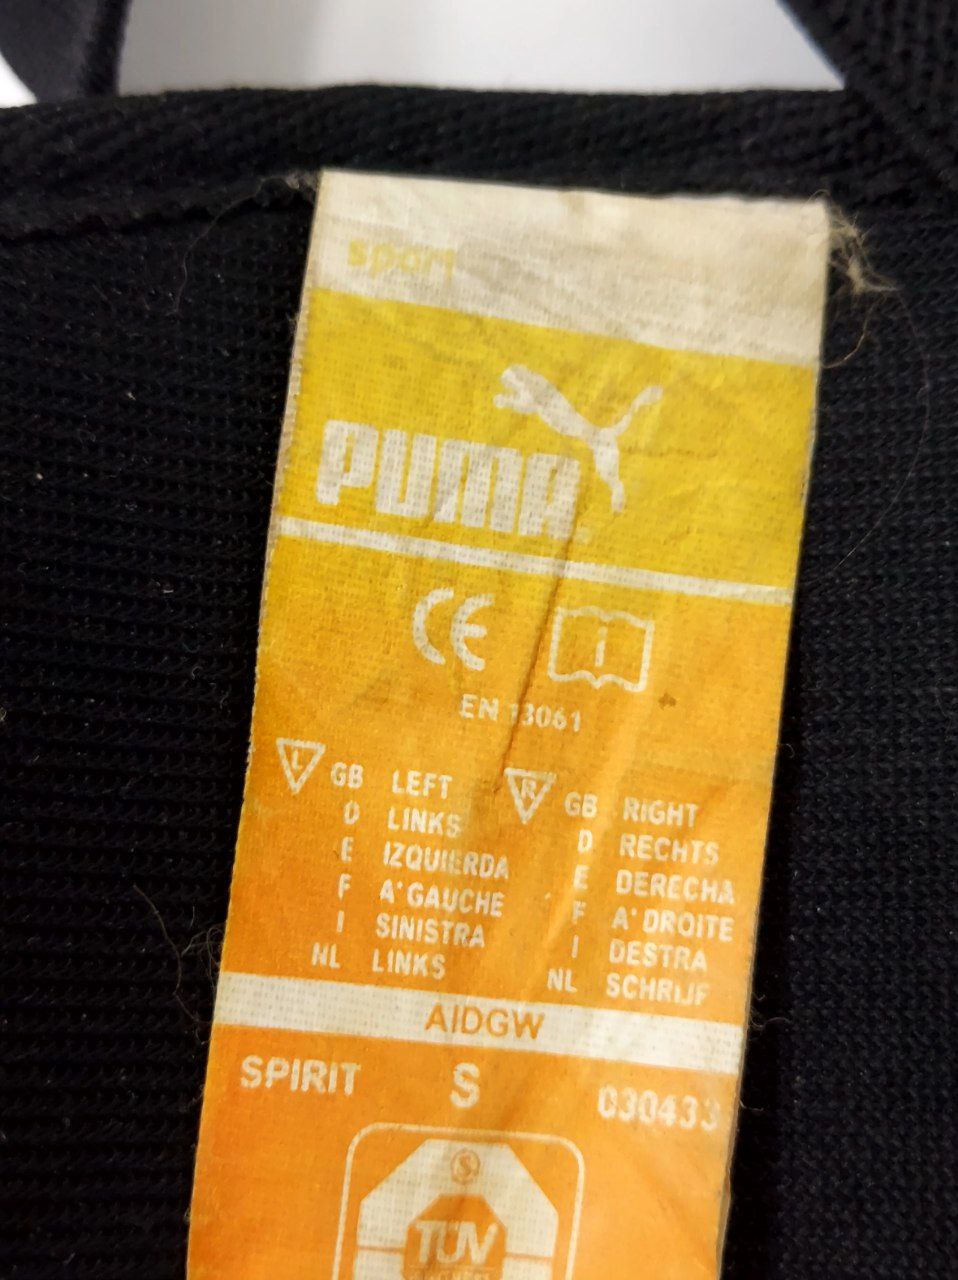 sport
PUMA
CE
i
EN 13061
L GB LEFT
D LINKS
E IZQUIERDA
F A'GAUCHE
I SINISTRA
NL LINKS
R GB RIGHT
D RECHTS
E DERECHA
F A'DROITE
I DESTRA
NL SCHRIJF
AIDGW
SPIRIT S 030433
S
TÜV